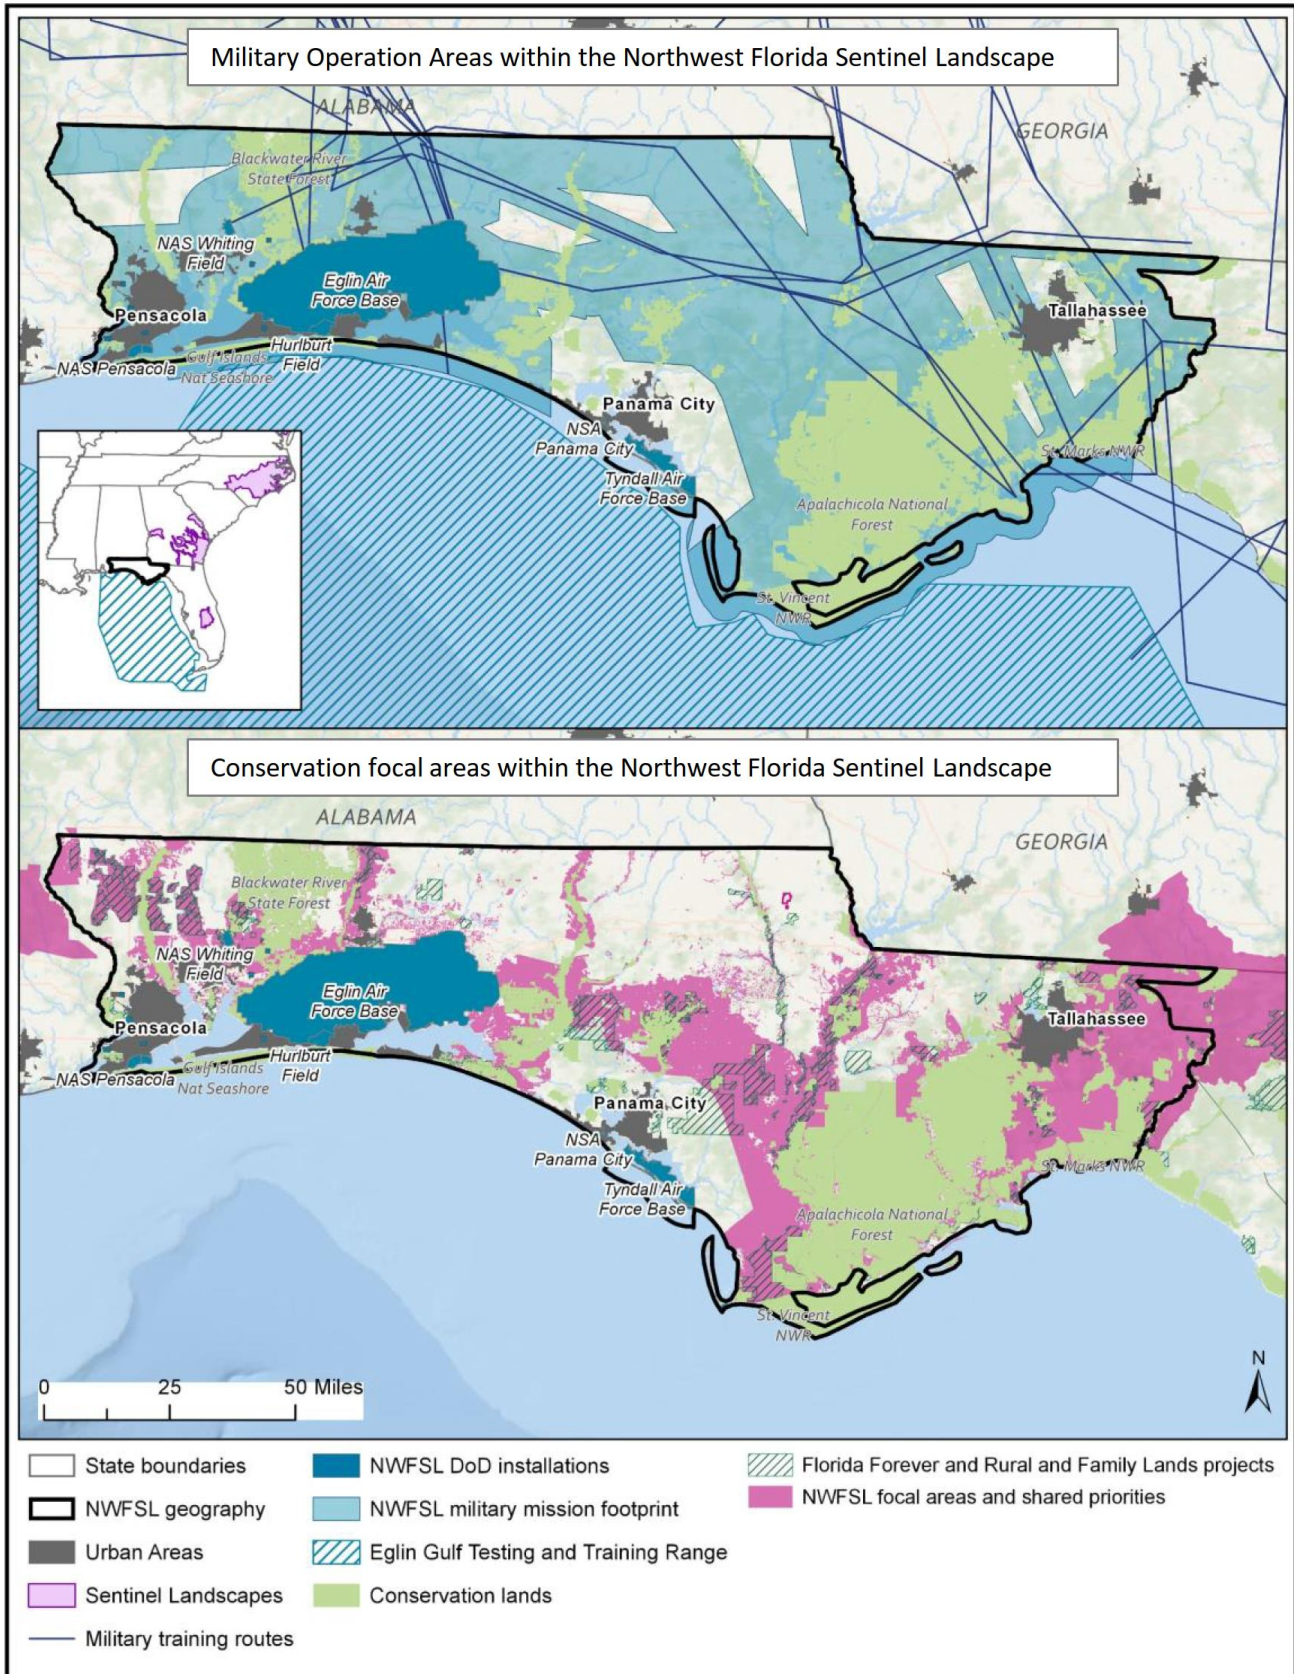 Military Operation Areas within the Northwest Florida Sentinel Landscape
ALABAMA
GEORGIA
Blackwater River
State Forest
NAS Whiting
Field
Eglin Air
Force Base
Pensacola
Tallahassee
NAS Pensacola
Gulf Islands
Nat Seashore
Hurlburt
Field
Panama City
NSA
Panama City
Tyndall Air
Force Base
St. Marks NWR
Apalachicola National
Forest
St. Vincent
NWR
Conservation focal areas within the Northwest Florida Sentinel Landscape
ALABAMA
GEORGIA
Blackwater River
State Forest
NAS Whiting
Field
Eglin Air
Force Base
Pensacola
Tallahassee
NAS Pensacola
Gulf Islands
Nat Seashore
Hurlburt
Field
Panama City
NSA
Panama City
Tyndall Air
Force Base
St. Marks NWR
Apalachicola National
Forest
St. Vincent
NWR
0 25 50 Miles
N
State boundaries
NWFSL geography
Urban Areas
Sentinel Landscapes
Military training routes
NWFSL DoD installations
NWFSL military mission footprint
Eglin Gulf Testing and Training Range
Conservation lands
Florida Forever and Rural and Family Lands projects
NWFSL focal areas and shared priorities